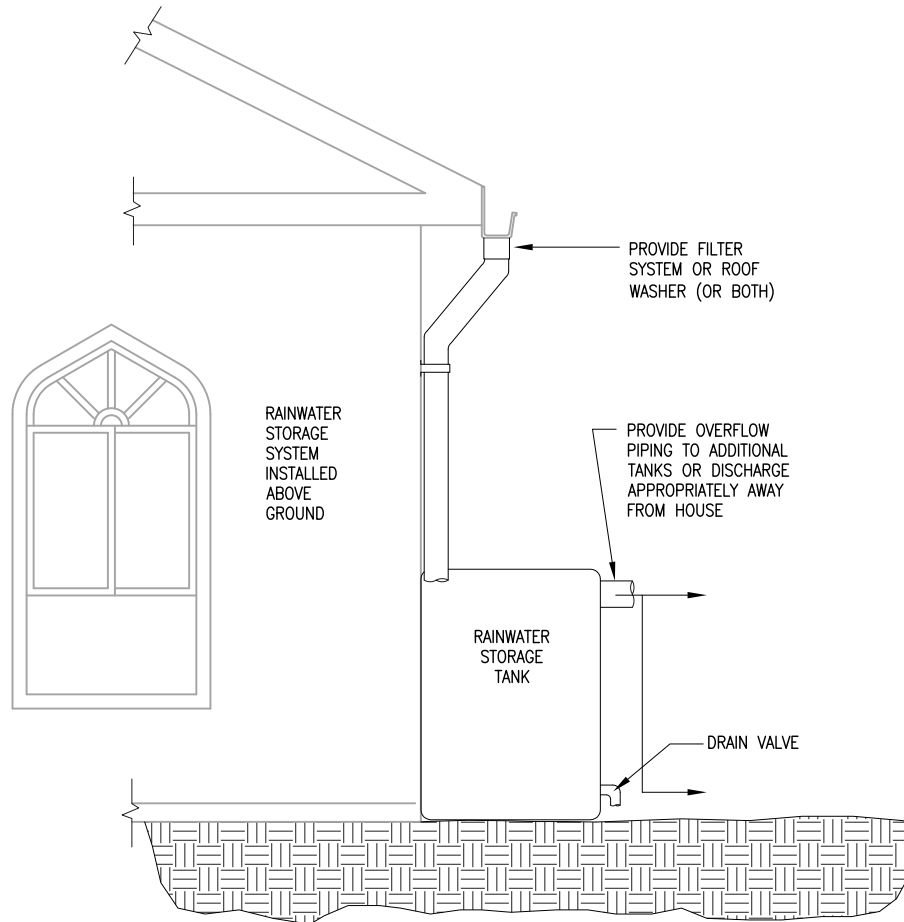 PROVIDE FILTER
SYSTEM OR ROOF
WASHER (OR BOTH)
RAINWATER
STORAGE
SYSTEM
INSTALLED
ABOVE
GROUND
PROVIDE OVERFLOW
PIPING TO ADDITIONAL
TANKS OR DISCHARGE
APPROPRIATELY AWAY
FROM HOUSE
RAINWATER
STORAGE
TANK
DRAIN VALVE